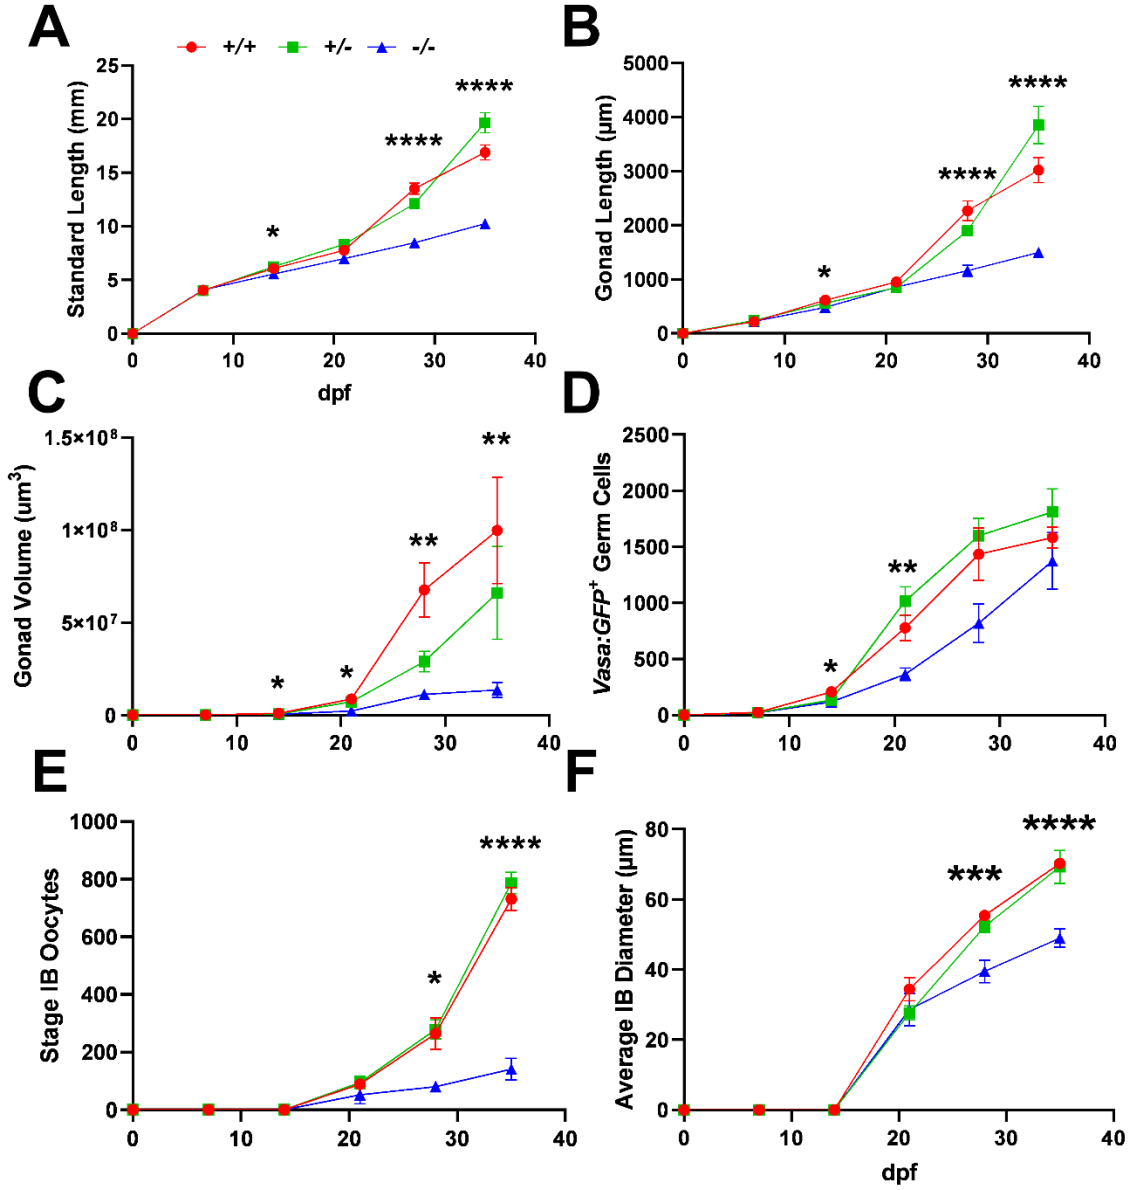 A
B
+/+ +/- -/-
Standard Length (mm)
25
20
15
10
5
0
* **** ****
0 10 20 30 40
dpf
Gonad Length (µm)
5000
4000
3000
2000
1000
0
* **** ****
0 10 20 30 40
C
D
Gonad Volume (um³)
1.5×10⁸
1×10⁸
5×10⁷
0
* * ** **
0 10 20 30 40
Vasa:GFP⁺ Germ Cells
2500
2000
1500
1000
500
0
* **
0 10 20 30 40
E
F
Stage IB Oocytes
1000
800
600
400
200
0
* ****
0 10 20 30 40
Average IB Diameter (µm)
80
60
40
20
0
*** ****
0 10 20 30 40
dpf